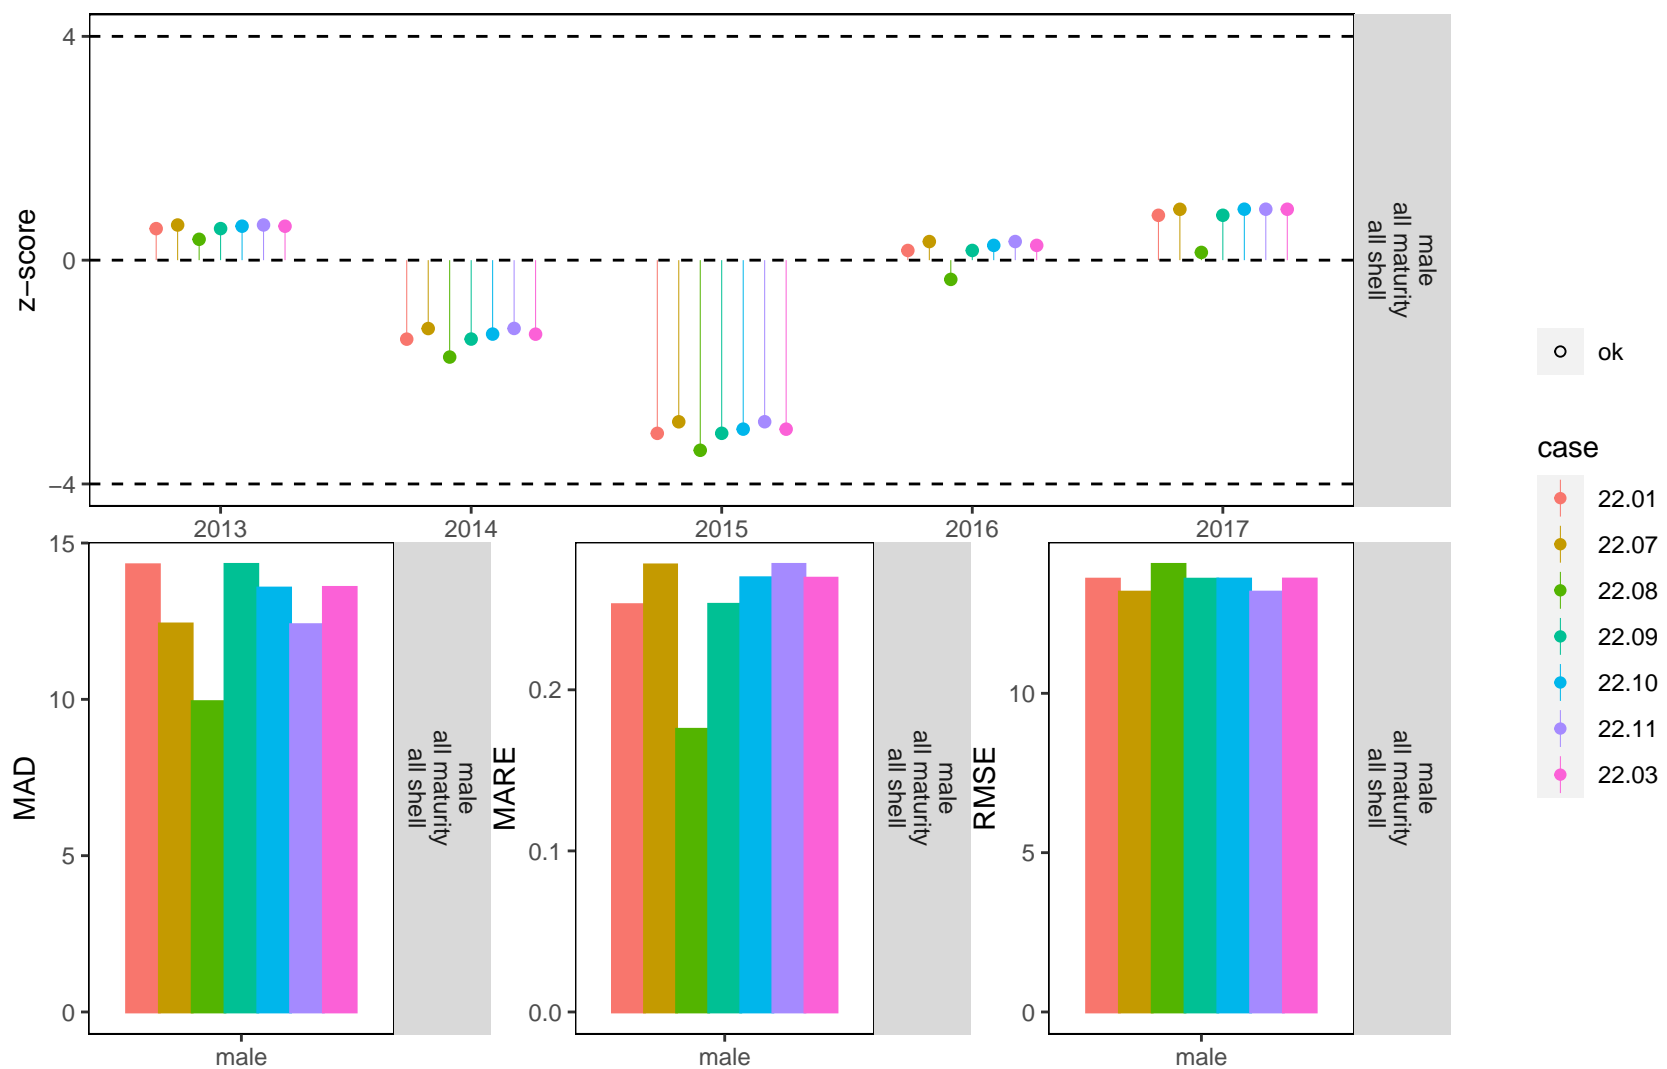 4
0
−4
z−score
male
all maturity
all shell
2013
2014
2015
2016
2017
15
10
5
0
MAD
male
male
all maturity
all shell
0.2
0.1
0.0
MARE
male
male
all maturity
all shell
10
5
0
RMSE
male
male
all maturity
all shell
ok
case
22.01
22.07
22.08
22.09
22.10
22.11
22.03